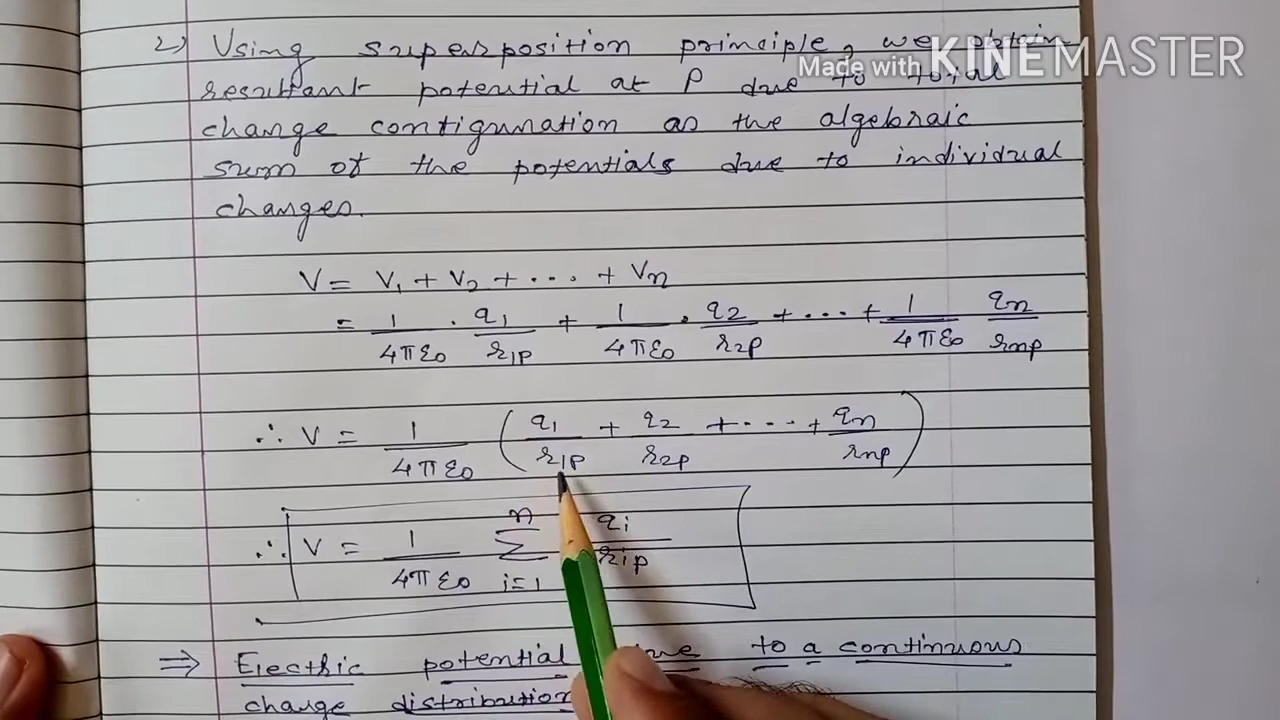 2) Using superposition principle, we obtain
Made with KINEMASTER
resultant potential at P due to total
charge configuration as the algebraic
sum of the potentials due to individual
charges.
V = V₁ + V₂ + ... + Vn
= 1/4πε₀ · q₁/r₁p + 1/4πε₀ · q₂/r₂p + ... + 1/4πε₀ qn/rnp
∴ V = 1/4πε₀ (q₁/r₁p + q₂/r₂p + ... + qn/rnp)
∴ V = 1/4πε₀ Σ n i=1 qi/rip
⇒ Electric potential due to a continuous
charge distribution